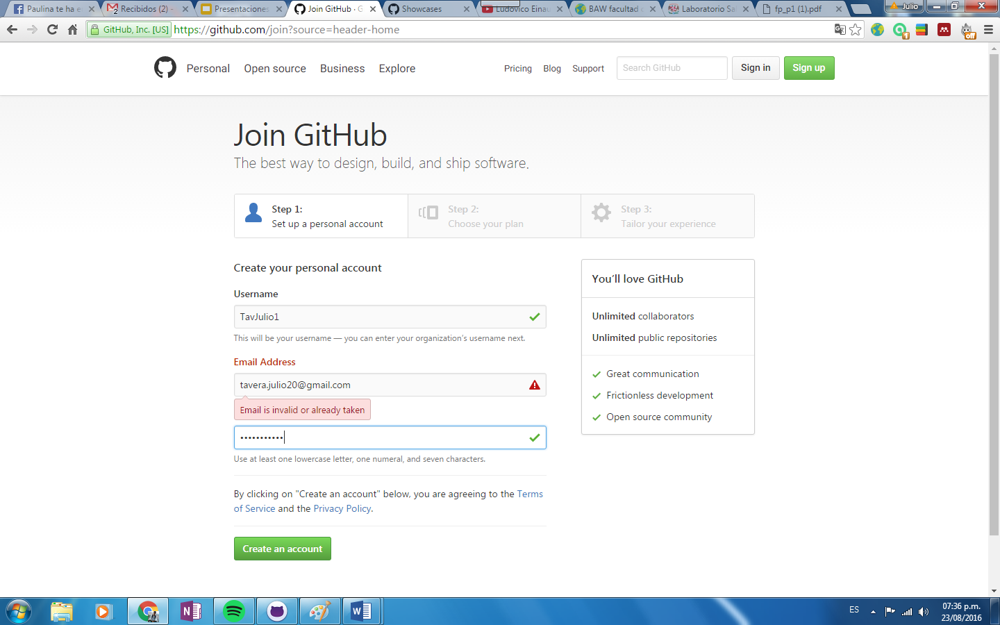 Paulina te ha e
Recibidos (2) -
Presentaciones
Join GitHub · G
Showcases
Ludovico Einau
BAW facultad
Laboratorio Sa
fp_p1 (1).pdf
Julio
GitHub, Inc. [US]
https://github.com/join?source=header-home
1
off
Personal
Open source
Business
Explore
Pricing
Blog
Support
Search GitHub
Sign in
Sign up
Join GitHub
The best way to design, build, and ship software.
Step 1:
Set up a personal account
Step 2:
Choose your plan
Step 3:
Tailor your experience
Create your personal account
Username
TavJulio1
This will be your username — you can enter your organization's username next.
Email Address
tavera.julio20@gmail.com
Email is invalid or already taken
•••••••••••
Use at least one lowercase letter, one numeral, and seven characters.
By clicking on "Create an account" below, you are agreeing to the Terms
of Service and the Privacy Policy.
Create an account
You'll love GitHub
Unlimited collaborators
Unlimited public repositories
Great communication
Frictionless development
Open source community
ES
07:36 p.m.
23/08/2016